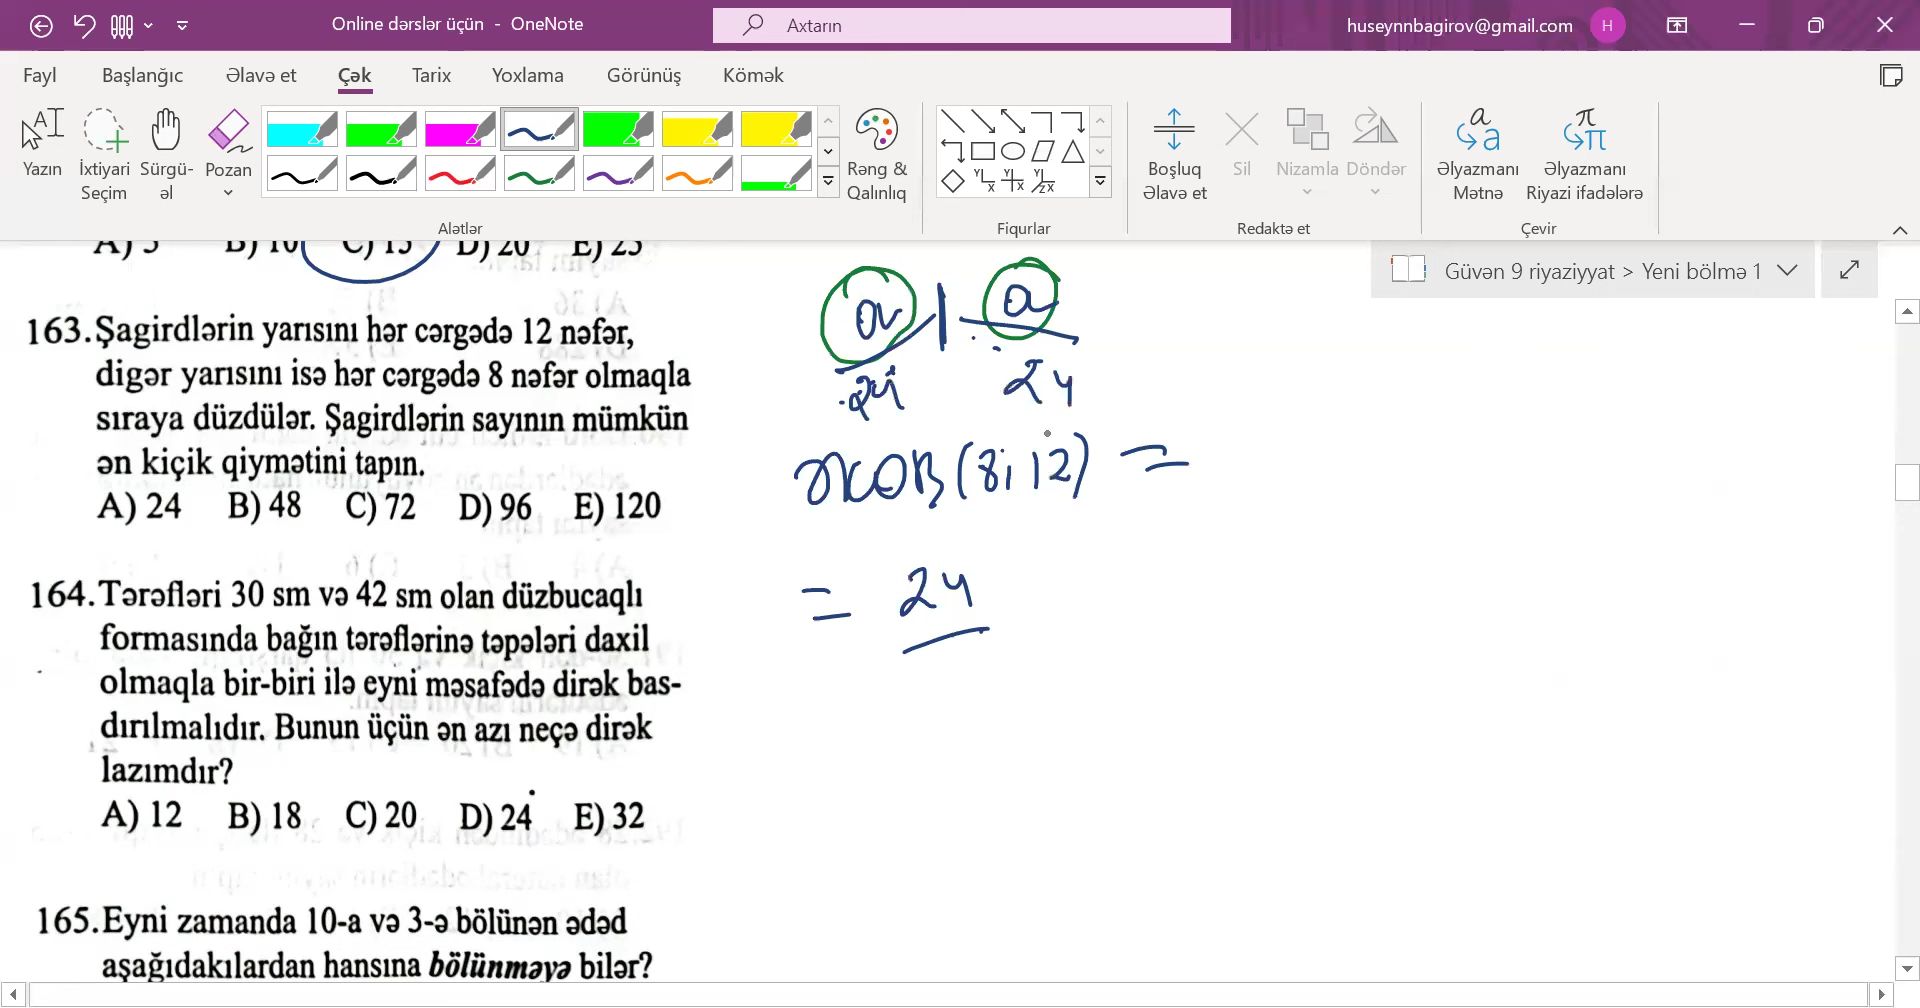 Online dərslər üçün - OneNote
Axtarın
huseynnbagirov@gmail.com
H
Fayl Başlanğıc Əlavə et Çək Tarix Yoxlama Görünüş Kömək
Yazın
İxtiyari Seçim
Sürgü-əl
Pozan
Rəng & Qalınlıq
Boşluq Əlavə et
Sil
Nizamla
Döndər
Əlyazmanı Mətnə
Əlyazmanı Riyazi ifadələrə
Alətlər
Fiqurlar
Redaktə et
Çevir
Güvən 9 riyaziyyat > Yeni bölmə 1
A) 5 B) 10 C) 15 D) 20 E) 25
163. Şagirdlərin yarısını hər cərgədə 12 nəfər,
digər yarısını isə hər cərgədə 8 nəfər olmaqla
sıraya düzdülər. Şagirdlərin sayının mümkün
ən kiçik qiymətini tapın.
A) 24 B) 48 C) 72 D) 96 E) 120
164. Tərəfləri 30 sm və 42 sm olan düzbucaqlı
formasında bağın tərəflərinə təpələri daxil
olmaqla bir-biri ilə eyni məsafədə dirək bas-
dırılmalıdır. Bunun üçün ən azı neçə dirək
lazımdır?
A) 12 B) 18 C) 20 D) 24 E) 32
165. Eyni zamanda 10-a və 3-ə bölünən ədəd
aşağıdakılardan hansına bölünməyə bilər?
a | a
24 24
ƏKOB(8; 12) =
= 24